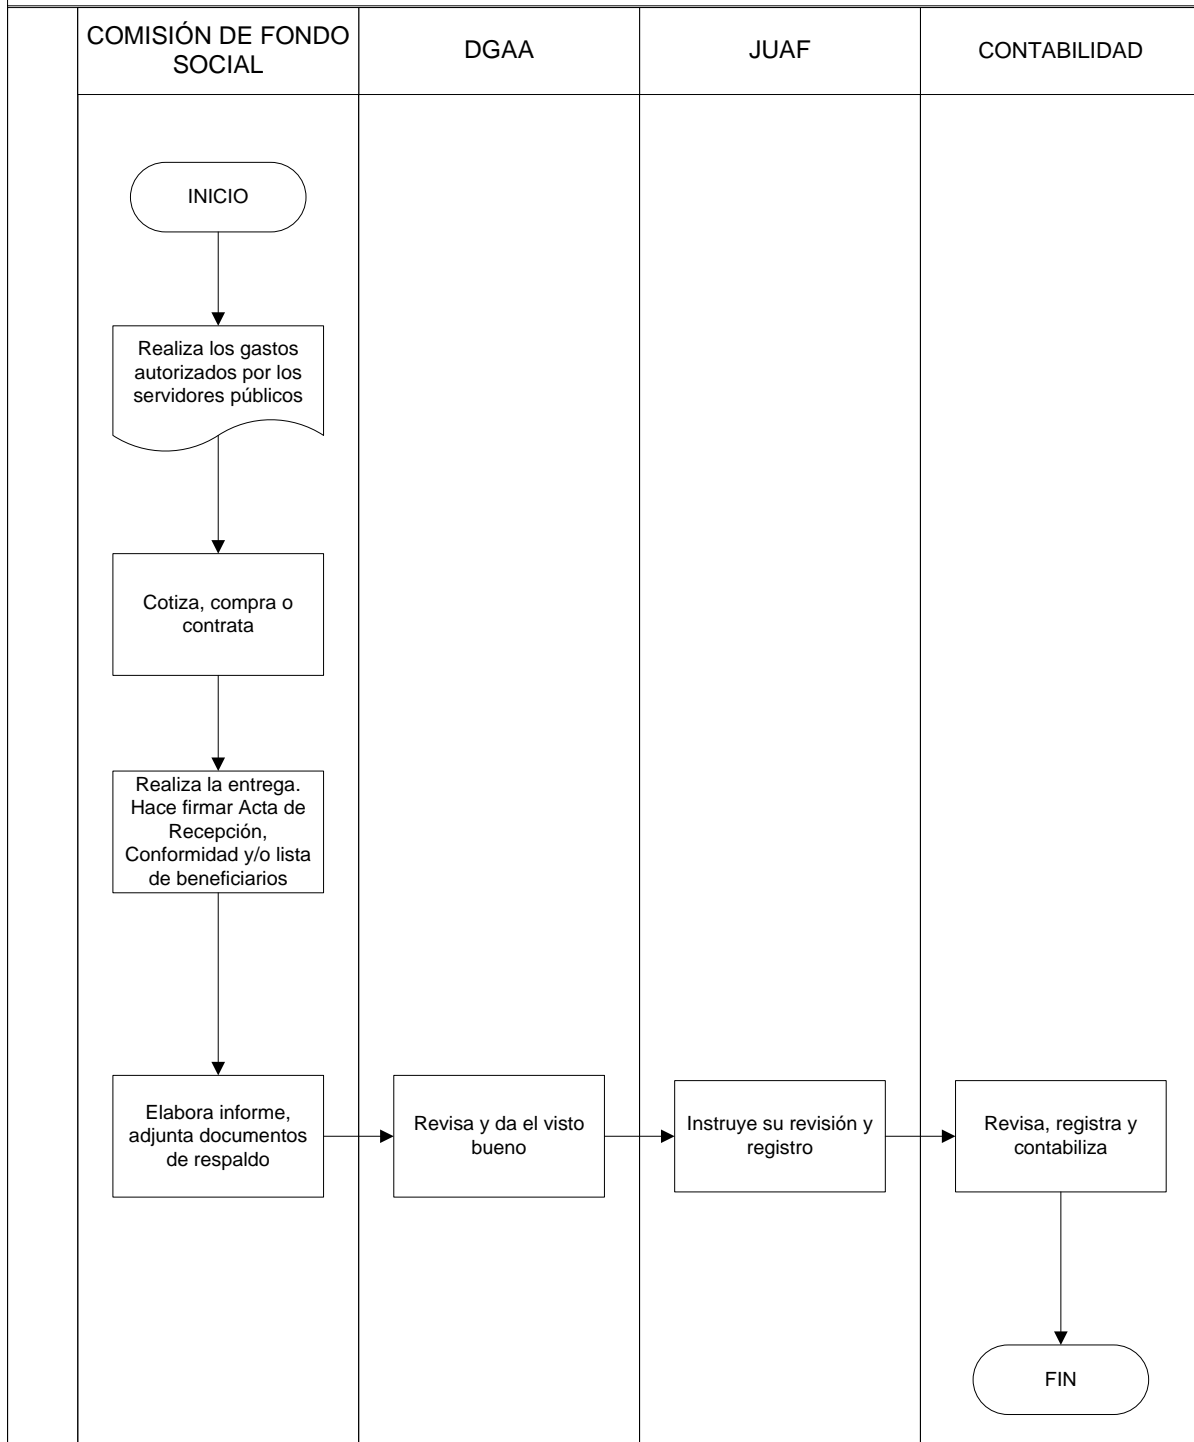 COMISIÓN DE FONDO
SOCIAL
DGAA
JUAF
CONTABILIDAD
INICIO
Realiza los gastos
autorizados por los
servidores públicos
Cotiza, compra o
contrata
Realiza la entrega.
Hace firmar Acta de
Recepción,
Conformidad y/o lista
de beneficiarios
Elabora informe,
adjunta documentos
de respaldo
Revisa y da el visto
bueno
Instruye su revisión y
registro
Revisa, registra y
contabiliza
FIN